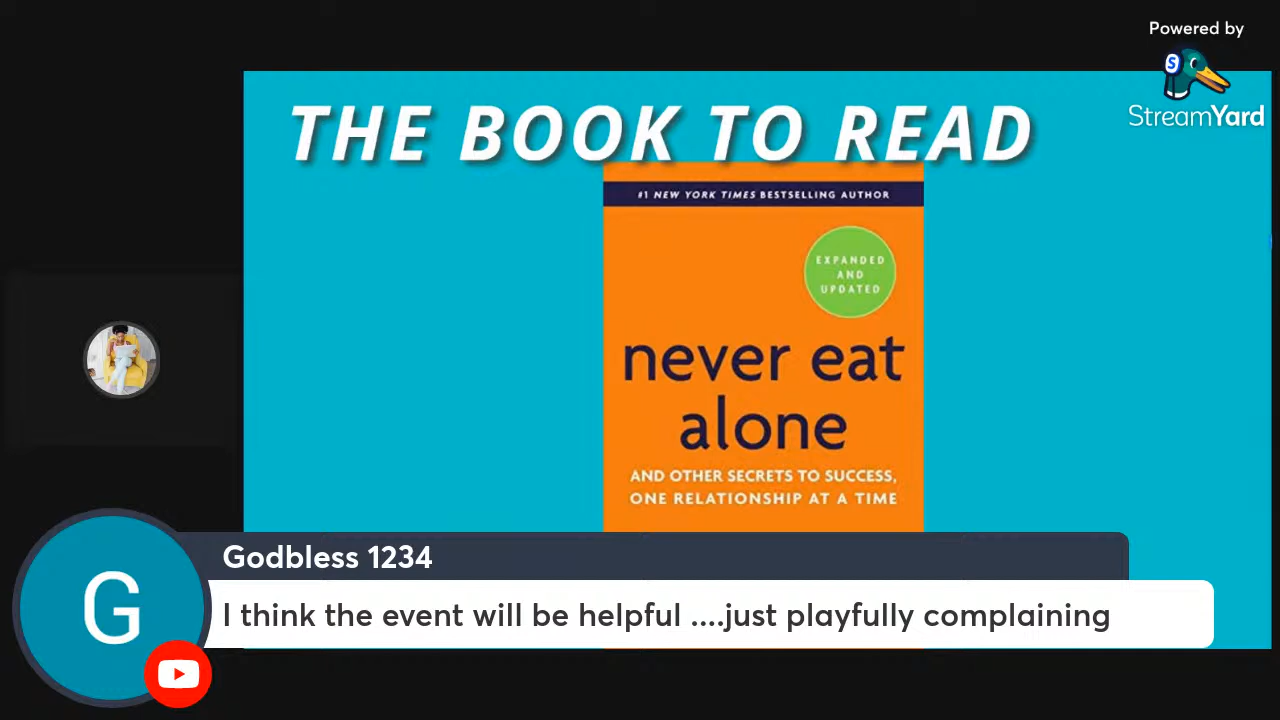 Powered by
S
StreamYard
THE BOOK TO READ
#1 NEW YORK TIMES BESTSELLING AUTHOR
EXPANDED
AND
UPDATED
never eat
alone
AND OTHER SECRETS TO SUCCESS,
ONE RELATIONSHIP AT A TIME
G
Godbless 1234
I think the event will be helpful ....just playfully complaining